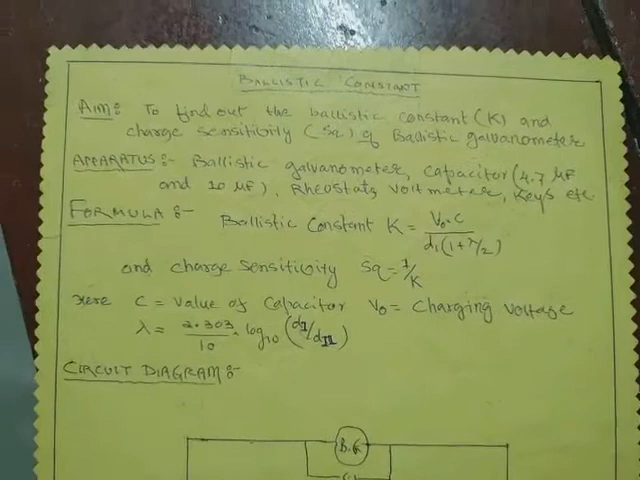 BALLISTIC CONSTANT
AIM:- To find out the ballistic constant (K) and
charge sensitivity (Sq) of Ballistic galvanometer
APPARATUS:- Ballistic galvanometer, capacitor (4.7 μF
and 10 μF), Rheostats, Voltmeter, Keys etc.
FORMULA:- Ballistic Constant K = V₀.C / d₁(1+λ/2)
and charge sensitivity Sq = 1/K
Here C = Value of Capacitor V₀ = Charging voltage
λ = 2.303/10 . log₁₀ (dI/dII)
CIRCUIT DIAGRAM:-
B.G